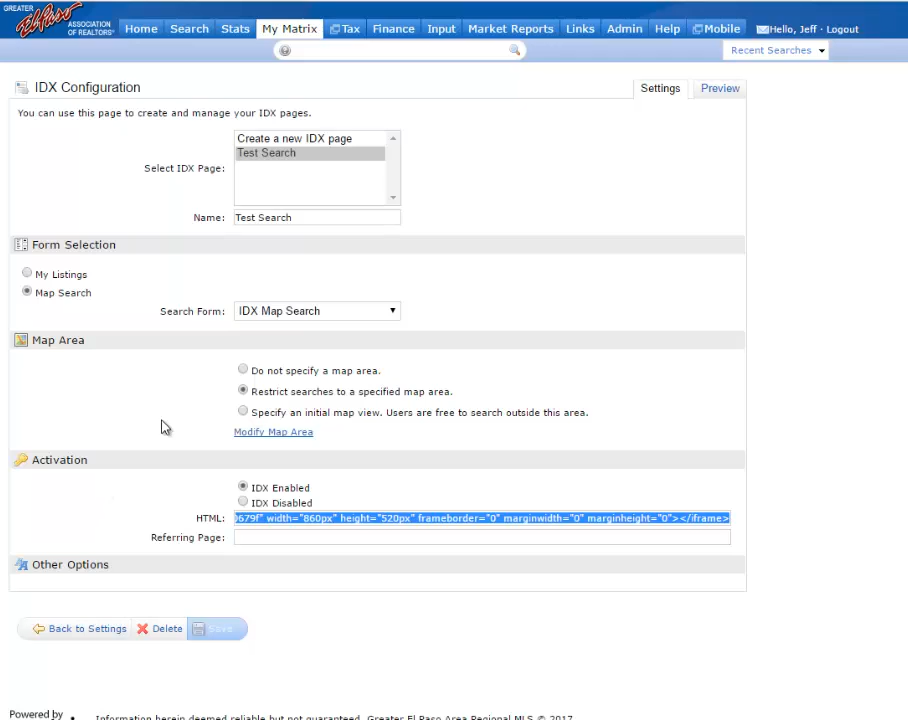 GREATER
El Paso
ASSOCIATION
OF REALTORS®
Home Search Stats My Matrix Tax Finance Input Market Reports Links Admin Help Mobile Hello, Jeff · Logout
Recent Searches
IDX Configuration
Settings Preview
You can use this page to create and manage your IDX pages.
Create a new IDX page
Test Search
Select IDX Page:
Name: Test Search
Form Selection
My Listings
Map Search
Search Form: IDX Map Search
Map Area
Do not specify a map area.
Restrict searches to a specified map area.
Specify an initial map view. Users are free to search outside this area.
Modify Map Area
Activation
IDX Enabled
IDX Disabled
HTML: 0679f" width="860px" height="520px" frameborder="0" marginwidth="0" marginheight="0"></iframe>
Referring Page:
Other Options
Back to Settings Delete Save
Powered by
Information herein deemed reliable but not guaranteed. Greater El Paso Area Regional MLS © 2017